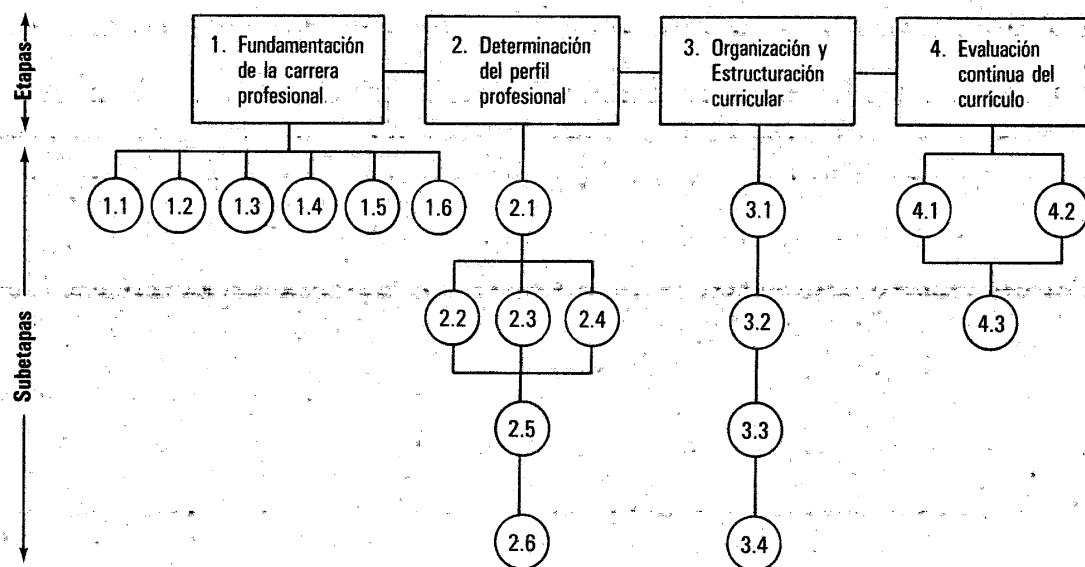 Etapas
1. Fundamentación
de la carrera
profesional
2. Determinación
del perfil
profesional
3. Organización y
Estructuración
curricular
4. Evaluación
continua del
currículo
Subetapas
1.1 1.2 1.3 1.4 1.5 1.6
2.1
3.1
4.1 4.2
2.2 2.3 2.4
3.2
4.3
2.5
3.3
2.6
3.4